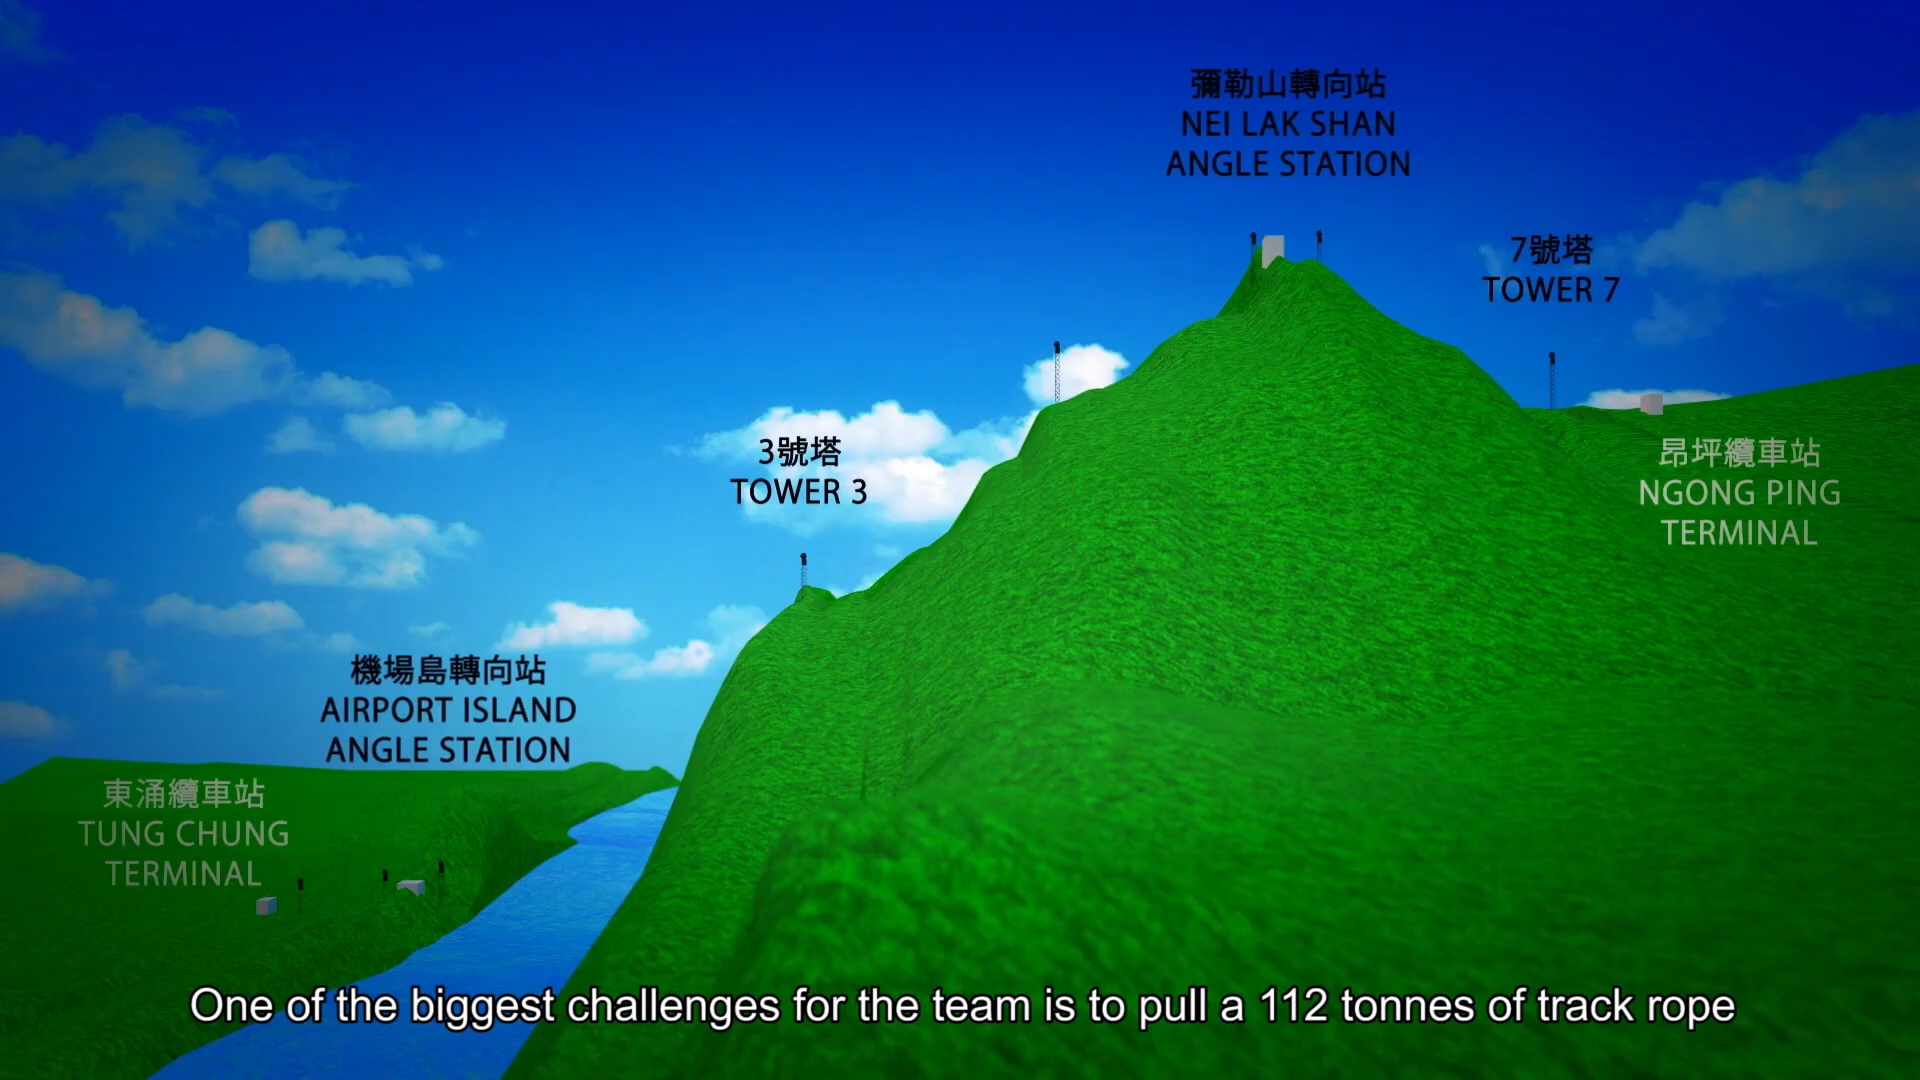 彌勒山轉向站
NEI LAK SHAN
ANGLE STATION
7號塔
TOWER 7
3號塔
TOWER 3
昂坪纜車站
NGONG PING
TERMINAL
機場島轉向站
AIRPORT ISLAND
ANGLE STATION
東涌纜車站
TUNG CHUNG
TERMINAL
One of the biggest challenges for the team is to pull a 112 tonnes of track rope